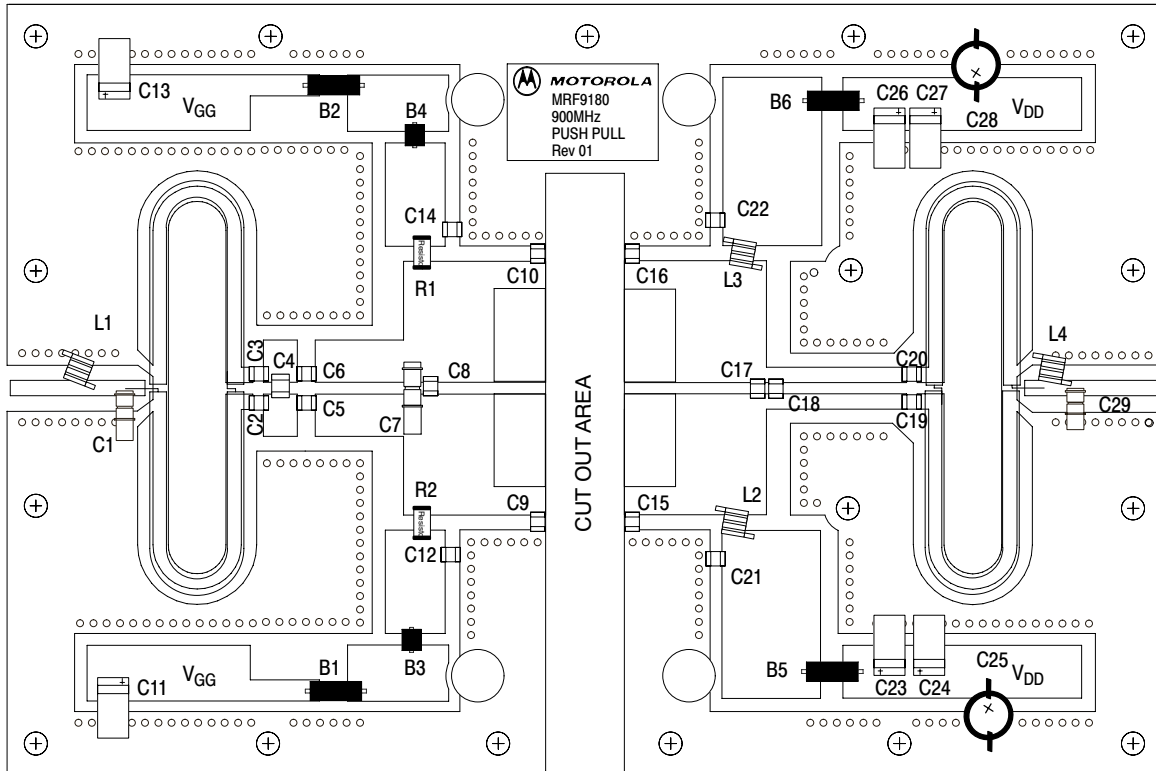 C13
VGG
B2
B4
MOTOROLA
MRF9180
900MHz
PUSH PULL
Rev 01
B6
C26 C27
C28
VDD
C14
C22
R1
C10
C16
L3
L1
C3
C4
C6
C8
C17
C20
L4
C1
C2
C5
C7
C18
C19
C29
CUT OUT AREA
R2
C9
C15
L2
C12
C21
C11
VGG
B1
B3
B5
C23 C24
C25
VDD